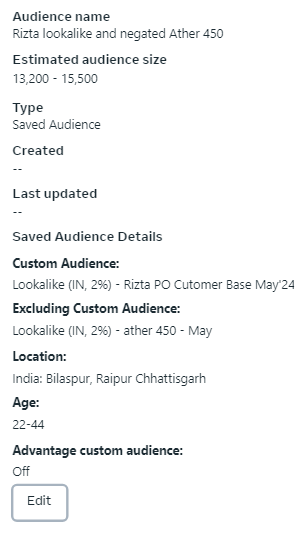 Audience name
Rizta lookalike and negated Ather 450
Estimated audience size
13,200 - 15,500
Type
Saved Audience
Created
--
Last updated
--
Saved Audience Details
Custom Audience:
Lookalike (IN, 2%) - Rizta PO Cutomer Base May'24
Excluding Custom Audience:
Lookalike (IN, 2%) - ather 450 - May
Location:
India: Bilaspur, Raipur Chhattisgarh
Age:
22-44
Advantage custom audience:
Off
Edit